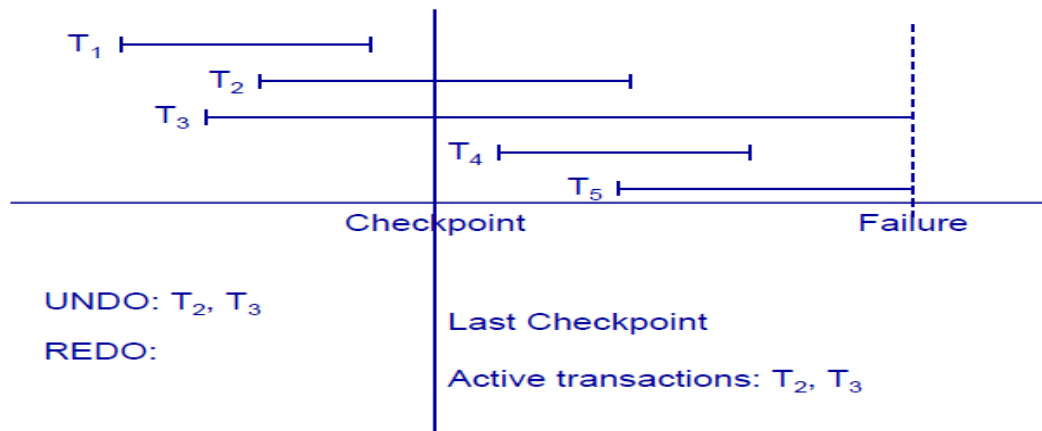 T₁
T₂
T₃
T₄
T₅
Checkpoint
Failure
UNDO: T₂, T₃
REDO:
Last Checkpoint
Active transactions: T₂, T₃